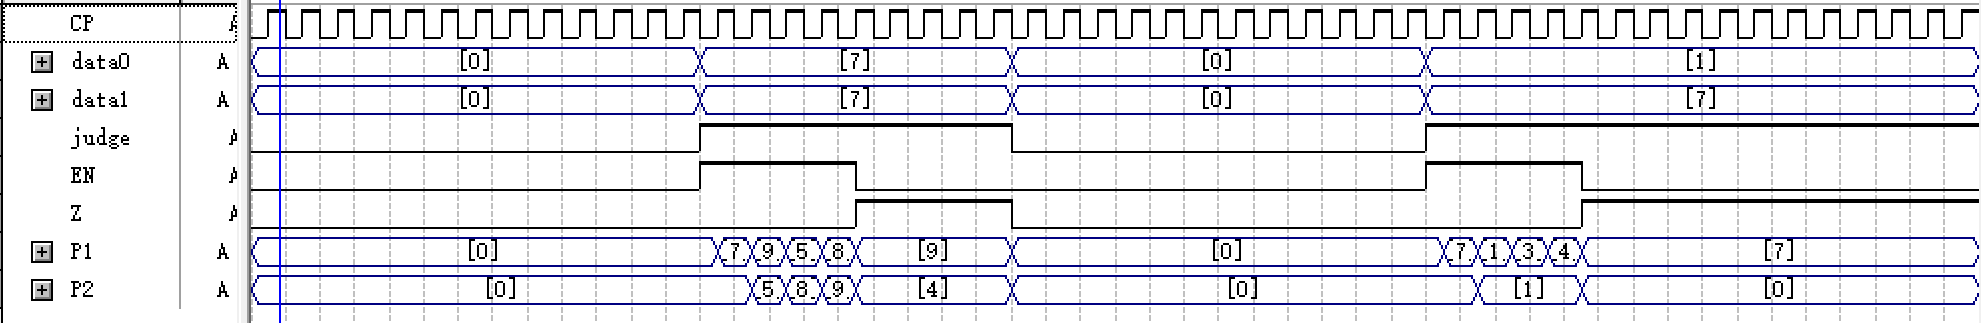 CP A
data0 A [0] [7] [0] [1]
data1 A [0] [7] [0] [7]
judge A
EN A
Z A
P1 A [0] 7 9 5 8 [9] [0] 7 1 3 4 [7]
P2 A [0] 5 8 9 [4] [0] [1] [0]